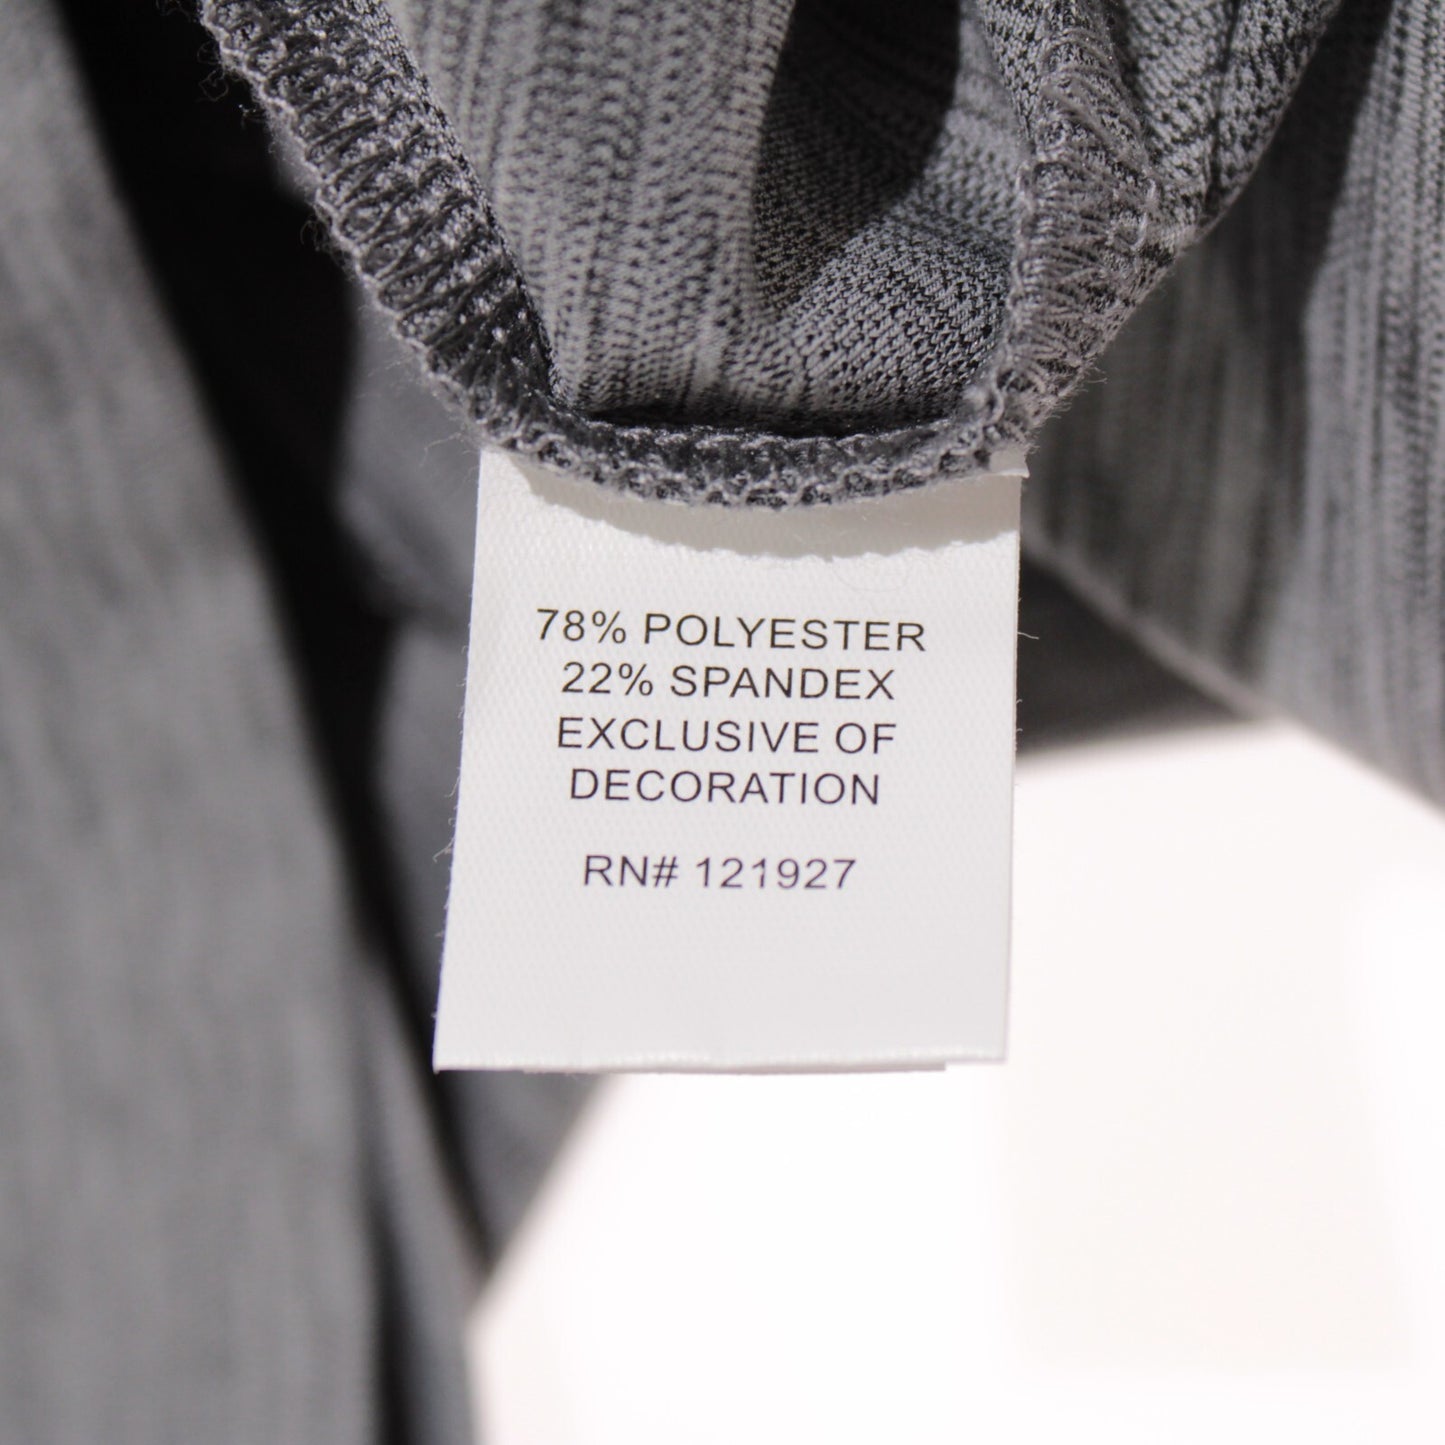 78% POLYESTER
22% SPANDEX
EXCLUSIVE OF
DECORATION
RN# 121927